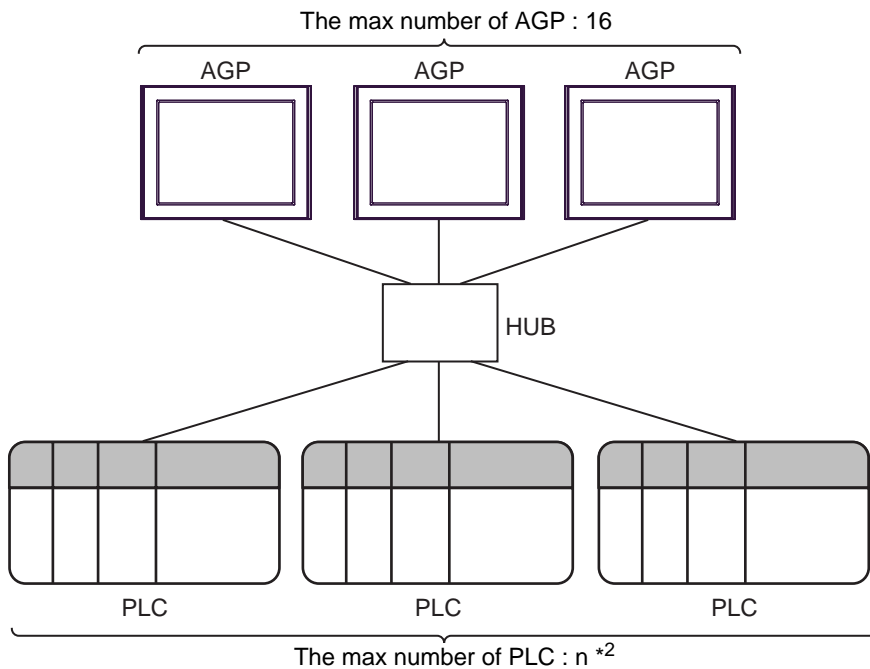 The max number of AGP : 16
AGP AGP AGP
HUB
PLC PLC PLC
The max number of PLC : n *2